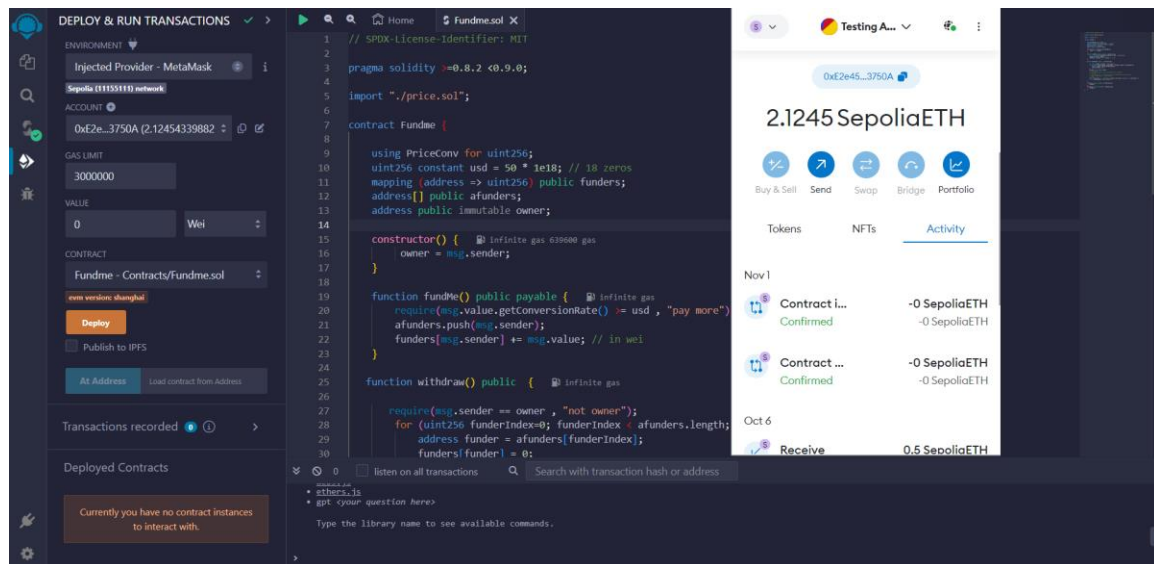 DEPLOY & RUN TRANSACTIONS
ENVIRONMENT
Injected Provider - MetaMask
Sepolia (11155111) network
ACCOUNT
0xE2e...3750A (2.12454339882
GAS LIMIT
3000000
VALUE
0 Wei
CONTRACT
Fundme - Contracts/Fundme.sol
evm version: shanghai
Deploy
Publish to IPFS
At Address Load contract from Address
Transactions recorded 0
Deployed Contracts
Currently you have no contract instances
to interact with.
Home Fundme.sol
1 // SPDX-License-Identifier: MIT
2
3 pragma solidity >=0.8.2 <0.9.0;
4
5 import "./price.sol";
6
7 contract Fundme {
8
9 using PriceConv for uint256;
10 uint256 constant usd = 50 * 1e18; // 18 zeros
11 mapping (address => uint256) public funders;
12 address[] public afunders;
13 address public immutable owner;
14
15 constructor() { infinite gas 639600 gas
16 owner = msg.sender;
17 }
18
19 function fundMe() public payable { infinite gas
20 require(msg.value.getConversionRate() >= usd , "pay more")
21 afunders.push(msg.sender);
22 funders[msg.sender] += msg.value; // in wei
23 }
24
25 function withdraw() public { infinite gas
26
27 require(msg.sender == owner , "not owner");
28 for (uint256 funderIndex=0; funderIndex < afunders.length;
29 address funder = afunders[funderIndex];
30 funders[funder] = 0;
0 listen on all transactions Search with transaction hash or address
ethers.js
gpt <your question here>
Type the library name to see available commands.
>
S Testing A...
0xE2e45...3750A
2.1245 SepoliaETH
Buy & Sell Send Swap Bridge Portfolio
Tokens NFTs Activity
Nov 1
Contract i... -0 SepoliaETH
Confirmed -0 SepoliaETH
Contract ... -0 SepoliaETH
Confirmed -0 SepoliaETH
Oct 6
Receive 0.5 SepoliaETH